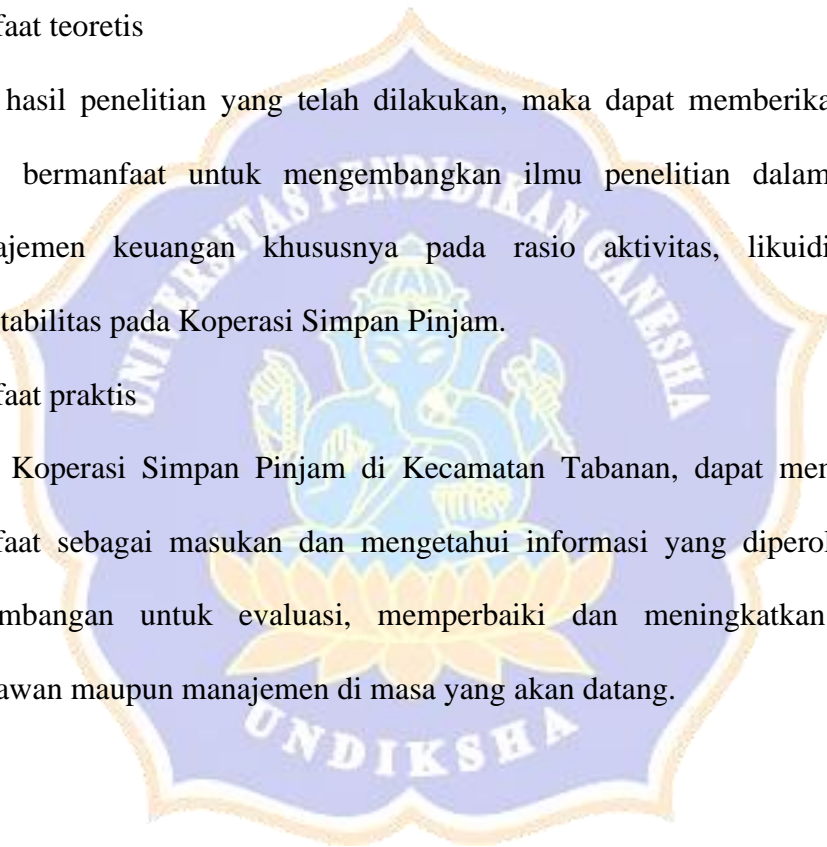 faat teoretis
hasil penelitian yang telah dilakukan, maka dapat memberika
bermanfaat untuk mengembangkan ilmu penelitian dalam
ajemen keuangan khususnya pada rasio aktivitas, likuidi
tabilitas pada Koperasi Simpan Pinjam.
faat praktis
Koperasi Simpan Pinjam di Kecamatan Tabanan, dapat mer
faat sebagai masukan dan mengetahui informasi yang diperol
mbangan untuk evaluasi, memperbaiki dan meningkatkan
awan maupun manajemen di masa yang akan datang.
UNIVERSITAS PENDIDIKAN GANESHA
UNDIKSHA